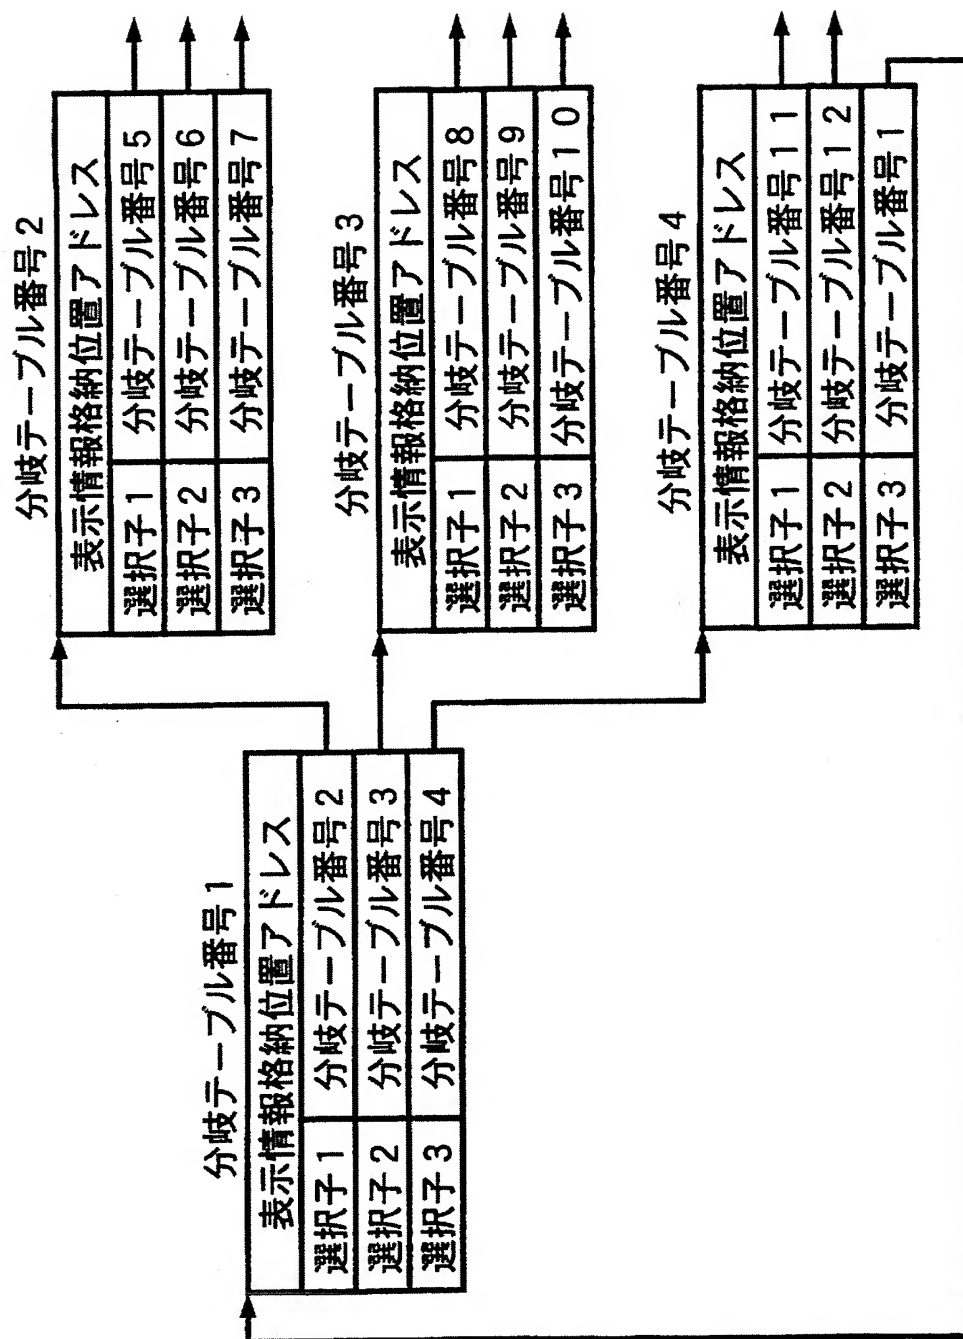 分岐テーブル番号1
表示情報格納位置アドレス
選択子1 分岐テーブル番号2
選択子2 分岐テーブル番号3
選択子3 分岐テーブル番号4
分岐テーブル番号2
表示情報格納位置アドレス
選択子1 分岐テーブル番号5
選択子2 分岐テーブル番号6
選択子3 分岐テーブル番号7
分岐テーブル番号3
表示情報格納位置アドレス
選択子1 分岐テーブル番号8
選択子2 分岐テーブル番号9
選択子3 分岐テーブル番号10
分岐テーブル番号4
表示情報格納位置アドレス
選択子1 分岐テーブル番号11
選択子2 分岐テーブル番号12
選択子3 分岐テーブル番号1